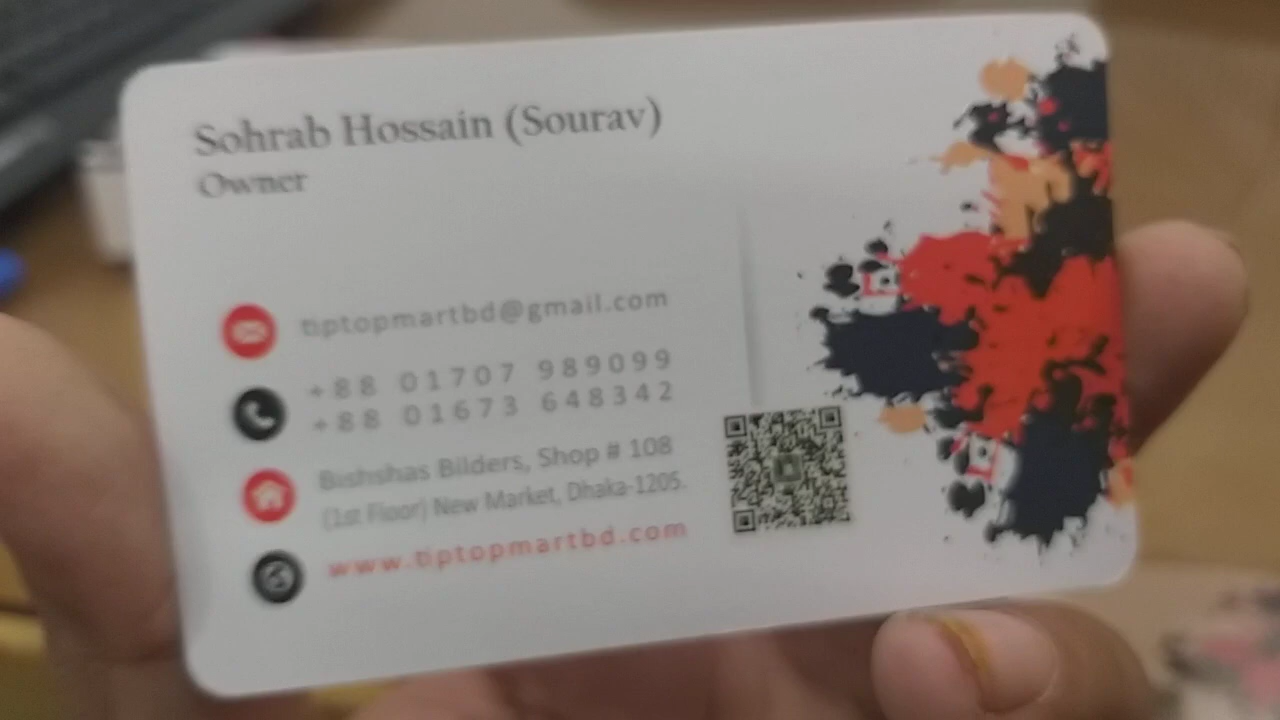 Sohrab Hossain (Sourav)
Owner
tiptopmartbd@gmail.com
+88 01707 989099
+88 01673 648342
Bishshas Bilders, Shop # 108
(1st Floor) New Market, Dhaka-1205.
www.tiptopmartbd.com